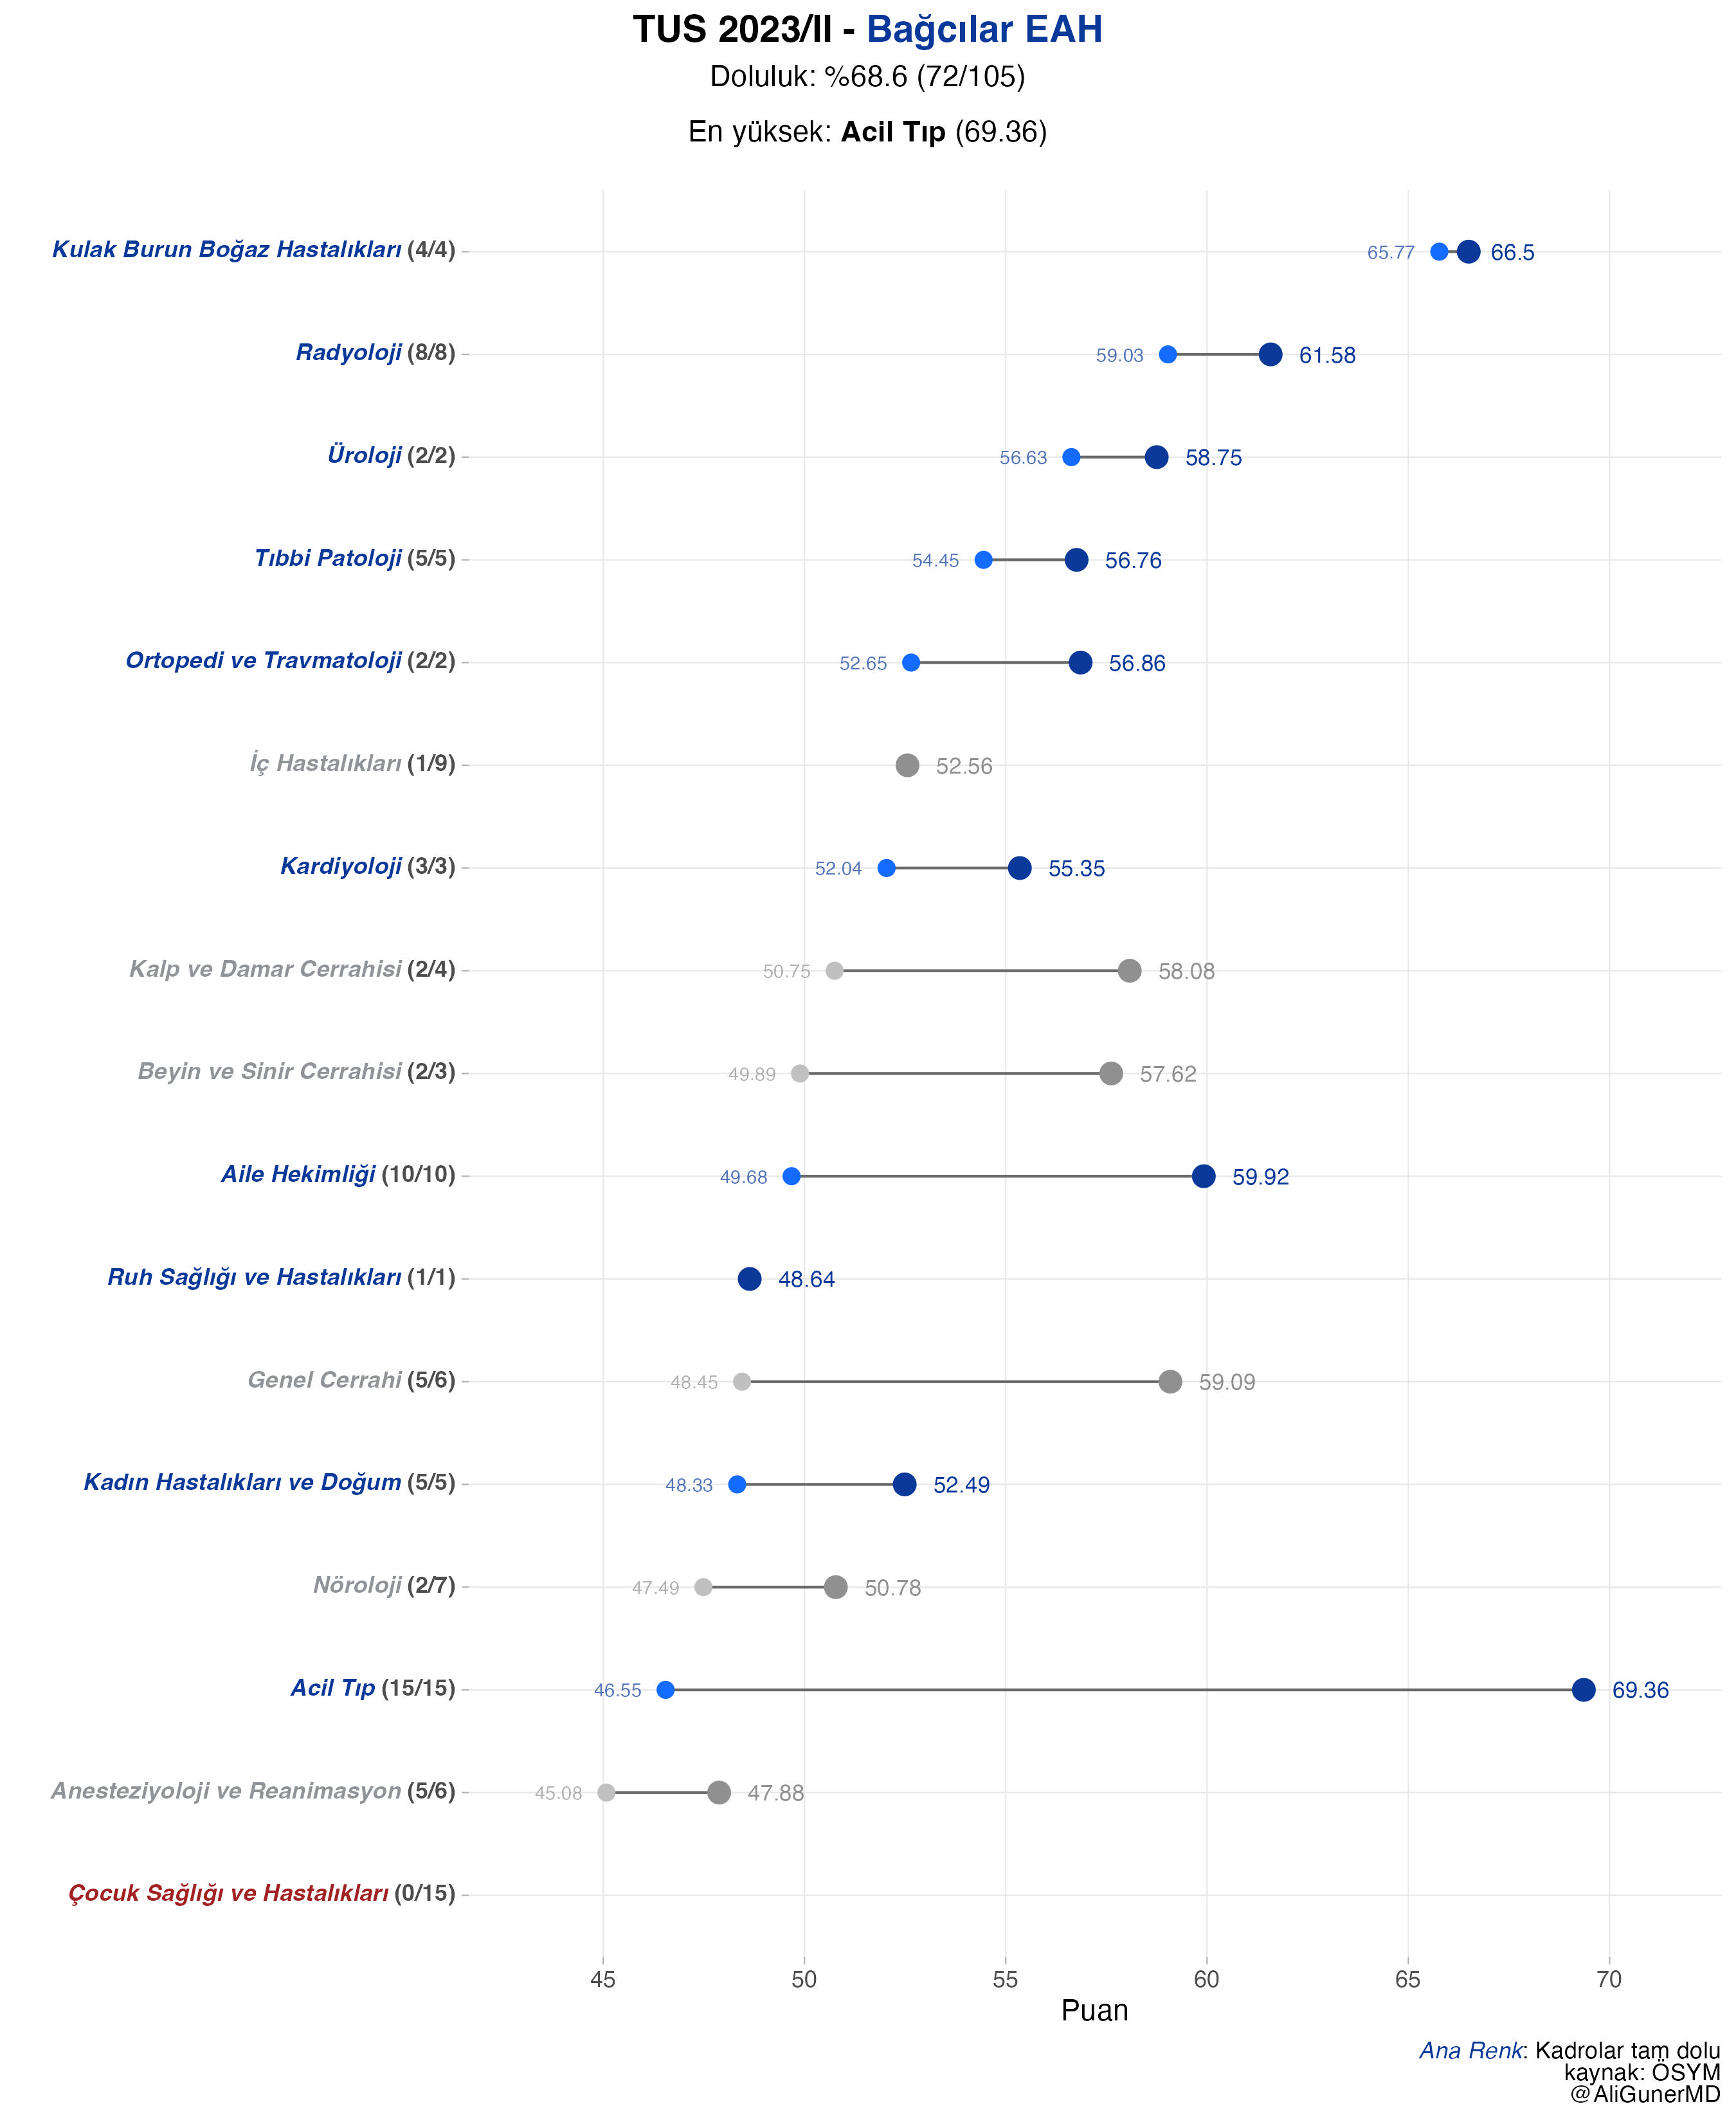 TUS 2023/II - Bağcılar EAH
Doluluk: %68.6 (72/105)
En yüksek: Acil Tıp (69.36)
Kulak Burun Boğaz Hastalıkları (4/4) 65.77 66.5
Radyoloji (8/8) 59.03 61.58
Üroloji (2/2) 56.63 58.75
Tıbbi Patoloji (5/5) 54.45 56.76
Ortopedi ve Travmatoloji (2/2) 52.65 56.86
İç Hastalıkları (1/9) 52.56
Kardiyoloji (3/3) 52.04 55.35
Kalp ve Damar Cerrahisi (2/4) 50.75 58.08
Beyin ve Sinir Cerrahisi (2/3) 49.89 57.62
Aile Hekimliği (10/10) 49.68 59.92
Ruh Sağlığı ve Hastalıkları (1/1) 48.64
Genel Cerrahi (5/6) 48.45 59.09
Kadın Hastalıkları ve Doğum (5/5) 48.33 52.49
Nöroloji (2/7) 47.49 50.78
Acil Tıp (15/15) 46.55 69.36
Anesteziyoloji ve Reanimasyon (5/6) 45.08 47.88
Çocuk Sağlığı ve Hastalıkları (0/15)
45 50 55 60 65 70
Puan
Ana Renk: Kadrolar tam dolu
kaynak: ÖSYM
@AliGunerMD